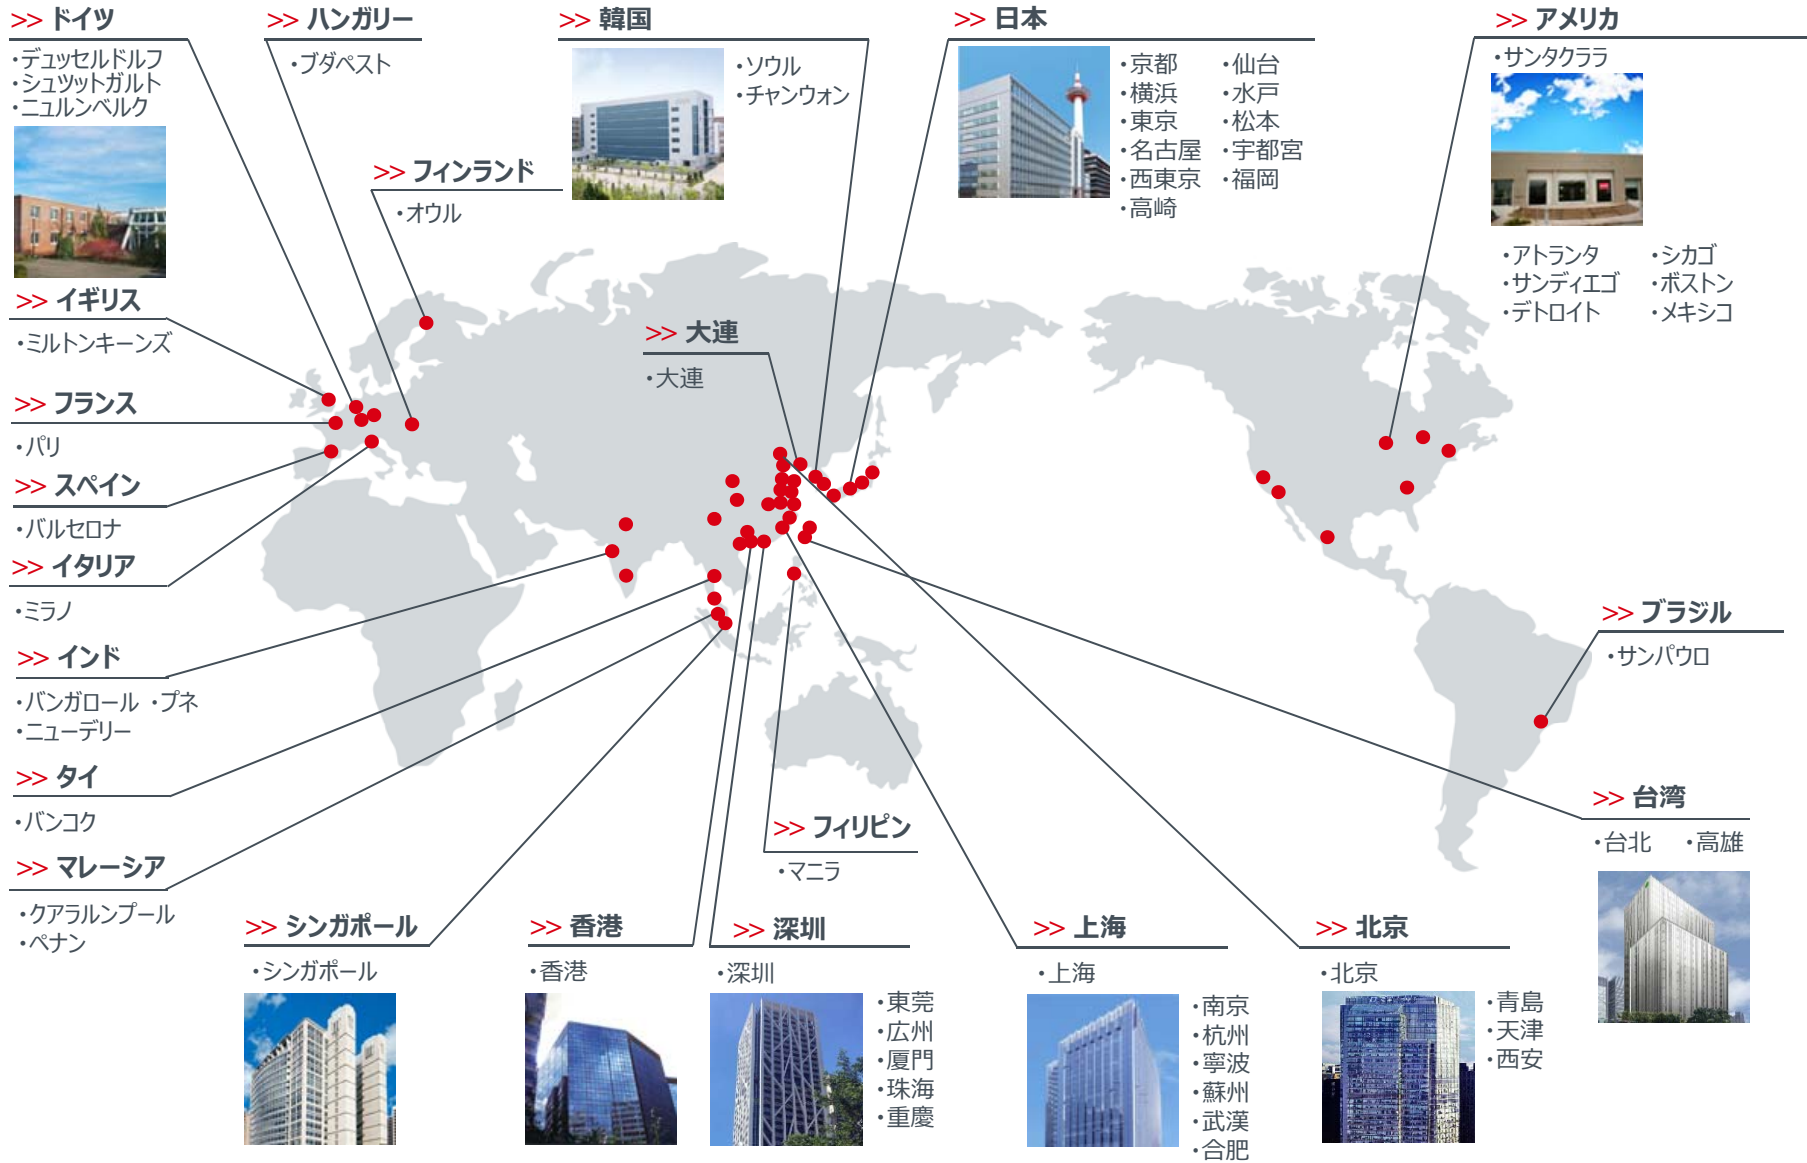 >> ドイツ
・デュッセルドルフ
・シュツットガルト
・ニュルンベルク
>> ハンガリー
・ブダペスト
>> フィンランド
・オウル
>> 韓国
・ソウル
・チャンウォン
>> 日本
・京都 ・仙台
・横浜 ・水戸
・東京 ・松本
・名古屋 ・宇都宮
・西東京 ・福岡
・高崎
>> アメリカ
・サンタクララ
・アトランタ ・シカゴ
・サンディエゴ ・ボストン
・デトロイト ・メキシコ
>> イギリス
・ミルトンキーンズ
>> 大連
・大連
>> フランス
・パリ
>> スペイン
・バルセロナ
>> イタリア
・ミラノ
>> インド
・バンガロール ・プネ
・ニューデリー
>> タイ
・バンコク
>> マレーシア
・クアラルンプール
・ペナン
>> ブラジル
・サンパウロ
>> 台湾
・台北 ・高雄
>> フィリピン
・マニラ
>> シンガポール
・シンガポール
>> 香港
・香港
>> 深圳
・深圳
・東莞
・広州
・厦門
・珠海
・重慶
>> 上海
・上海
・南京
・杭州
・寧波
・蘇州
・武漢
・合肥
>> 北京
・北京
・青島
・天津
・西安